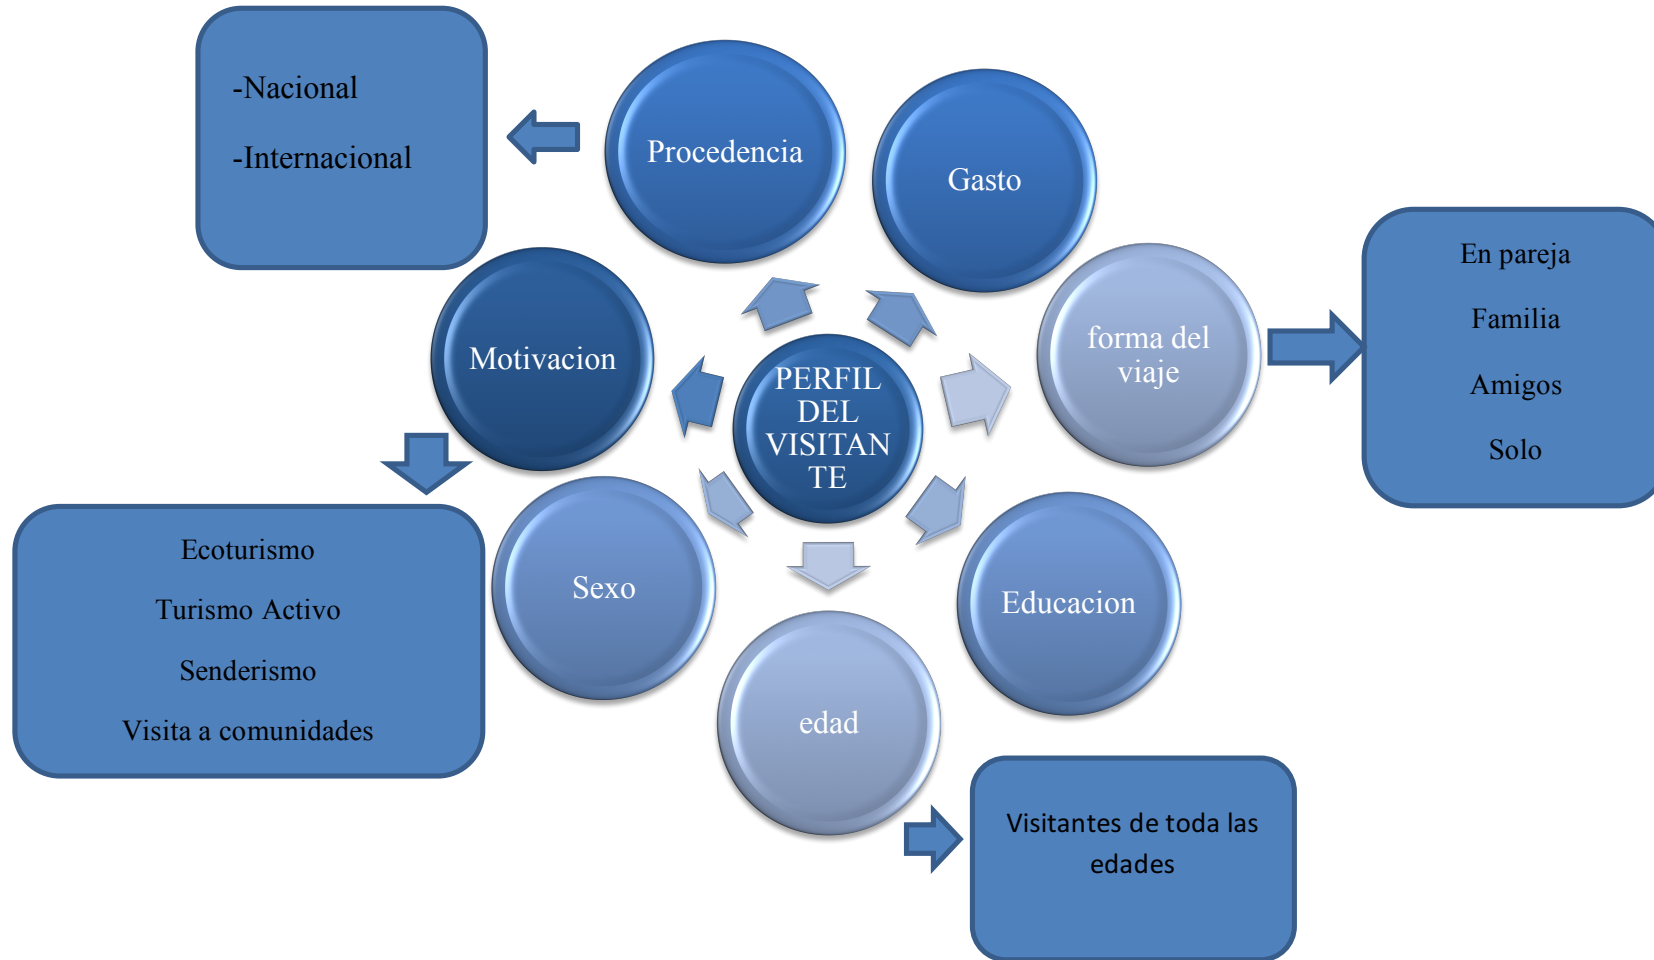 -Nacional
-Internacional
Procedencia
Gasto
En pareja
Familia
Amigos
Solo
forma del
viaje
Motivacion
PERFIL
DEL
VISITAN
TE
Ecoturismo
Turismo Activo
Senderismo
Visita a comunidades
Sexo
Educacion
edad
Visitantes de toda las
edades